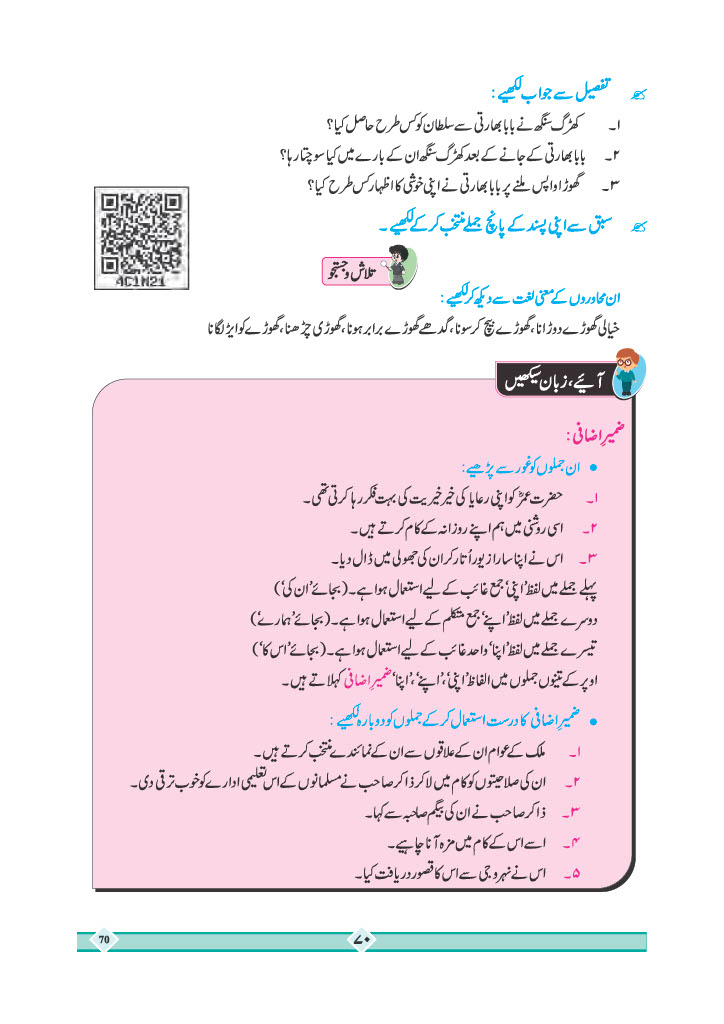 تفصیل سے جواب لکھیے :
۱۔ کھڑگ سنگھ نے بابا بھارتی سے سلطان کو کس طرح حاصل کیا؟
۲۔ بابا بھارتی کے جانے کے بعد کھڑگ سنگھ ان کے بارے میں کیا سوچتا رہا؟
۳۔ گھوڑا واپس ملنے پر بابا بھارتی نے اپنی خوشی کا اظہار کس طرح کیا؟
سبق سے اپنی پسند کے پانچ جملے منتخب کرکے لکھیے ۔
4C1N21
تلاش و جستجو
ان محاوروں کے معنی لغت سے دیکھ کر لکھیے :
خیالی گھوڑے دوڑانا، گھوڑے بیچ کر سونا، گدھے گھوڑے برابر ہونا، گھوڑی چڑھنا، گھوڑے کو ایڑ لگانا
آئیے، زبان سیکھیں
ضمیرِ اضافی :
● ان جملوں کو غور سے پڑھیے:
۱۔ حضرت عمرؓ کو اپنی رعایا کی خیر خیریت کی بہت فکر رہا کرتی تھی۔
۲۔ اسی روشنی میں ہم اپنے روزانہ کے کام کرتے ہیں۔
۳۔ اس نے اپنا سارا زیور اُتار کر ان کی جھولی میں ڈال دیا۔
پہلے جملے میں لفظ ’اپنی‘ جمع غائب کے لیے استعمال ہوا ہے۔ (بجائے ’ان کی‘)
دوسرے جملے میں لفظ ’اپنے‘ جمع متکلم کے لیے استعمال ہوا ہے۔ (بجائے ’ہمارے‘)
تیسرے جملے میں لفظ ’اپنا‘ واحد غائب کے لیے استعمال ہوا ہے۔ (بجائے ’اس کا‘)
اوپر کے تینوں جملوں میں الفاظ ’اپنی‘، ’اپنے‘، ’اپنا‘ ضمیرِ اضافی کہلاتے ہیں۔
● ضمیرِ اضافی کا درست استعمال کرکے جملوں کو دوبارہ لکھیے :
۱۔ ملک کے عوام ان کے علاقوں سے ان کے نمائندے منتخب کرتے ہیں۔
۲۔ ان کی صلاحیتوں کو کام میں لا کر ذاکر صاحب نے مسلمانوں کے اس تعلیمی ادارے کو خوب ترقی دی۔
۳۔ ذاکر صاحب نے ان کی بیگم صاحبہ سے کہا۔
۴۔ اسے اس کے کام میں مزہ آنا چاہیے۔
۵۔ اس نے نہرو جی سے اس کا قصور دریافت کیا۔
70
۷۰